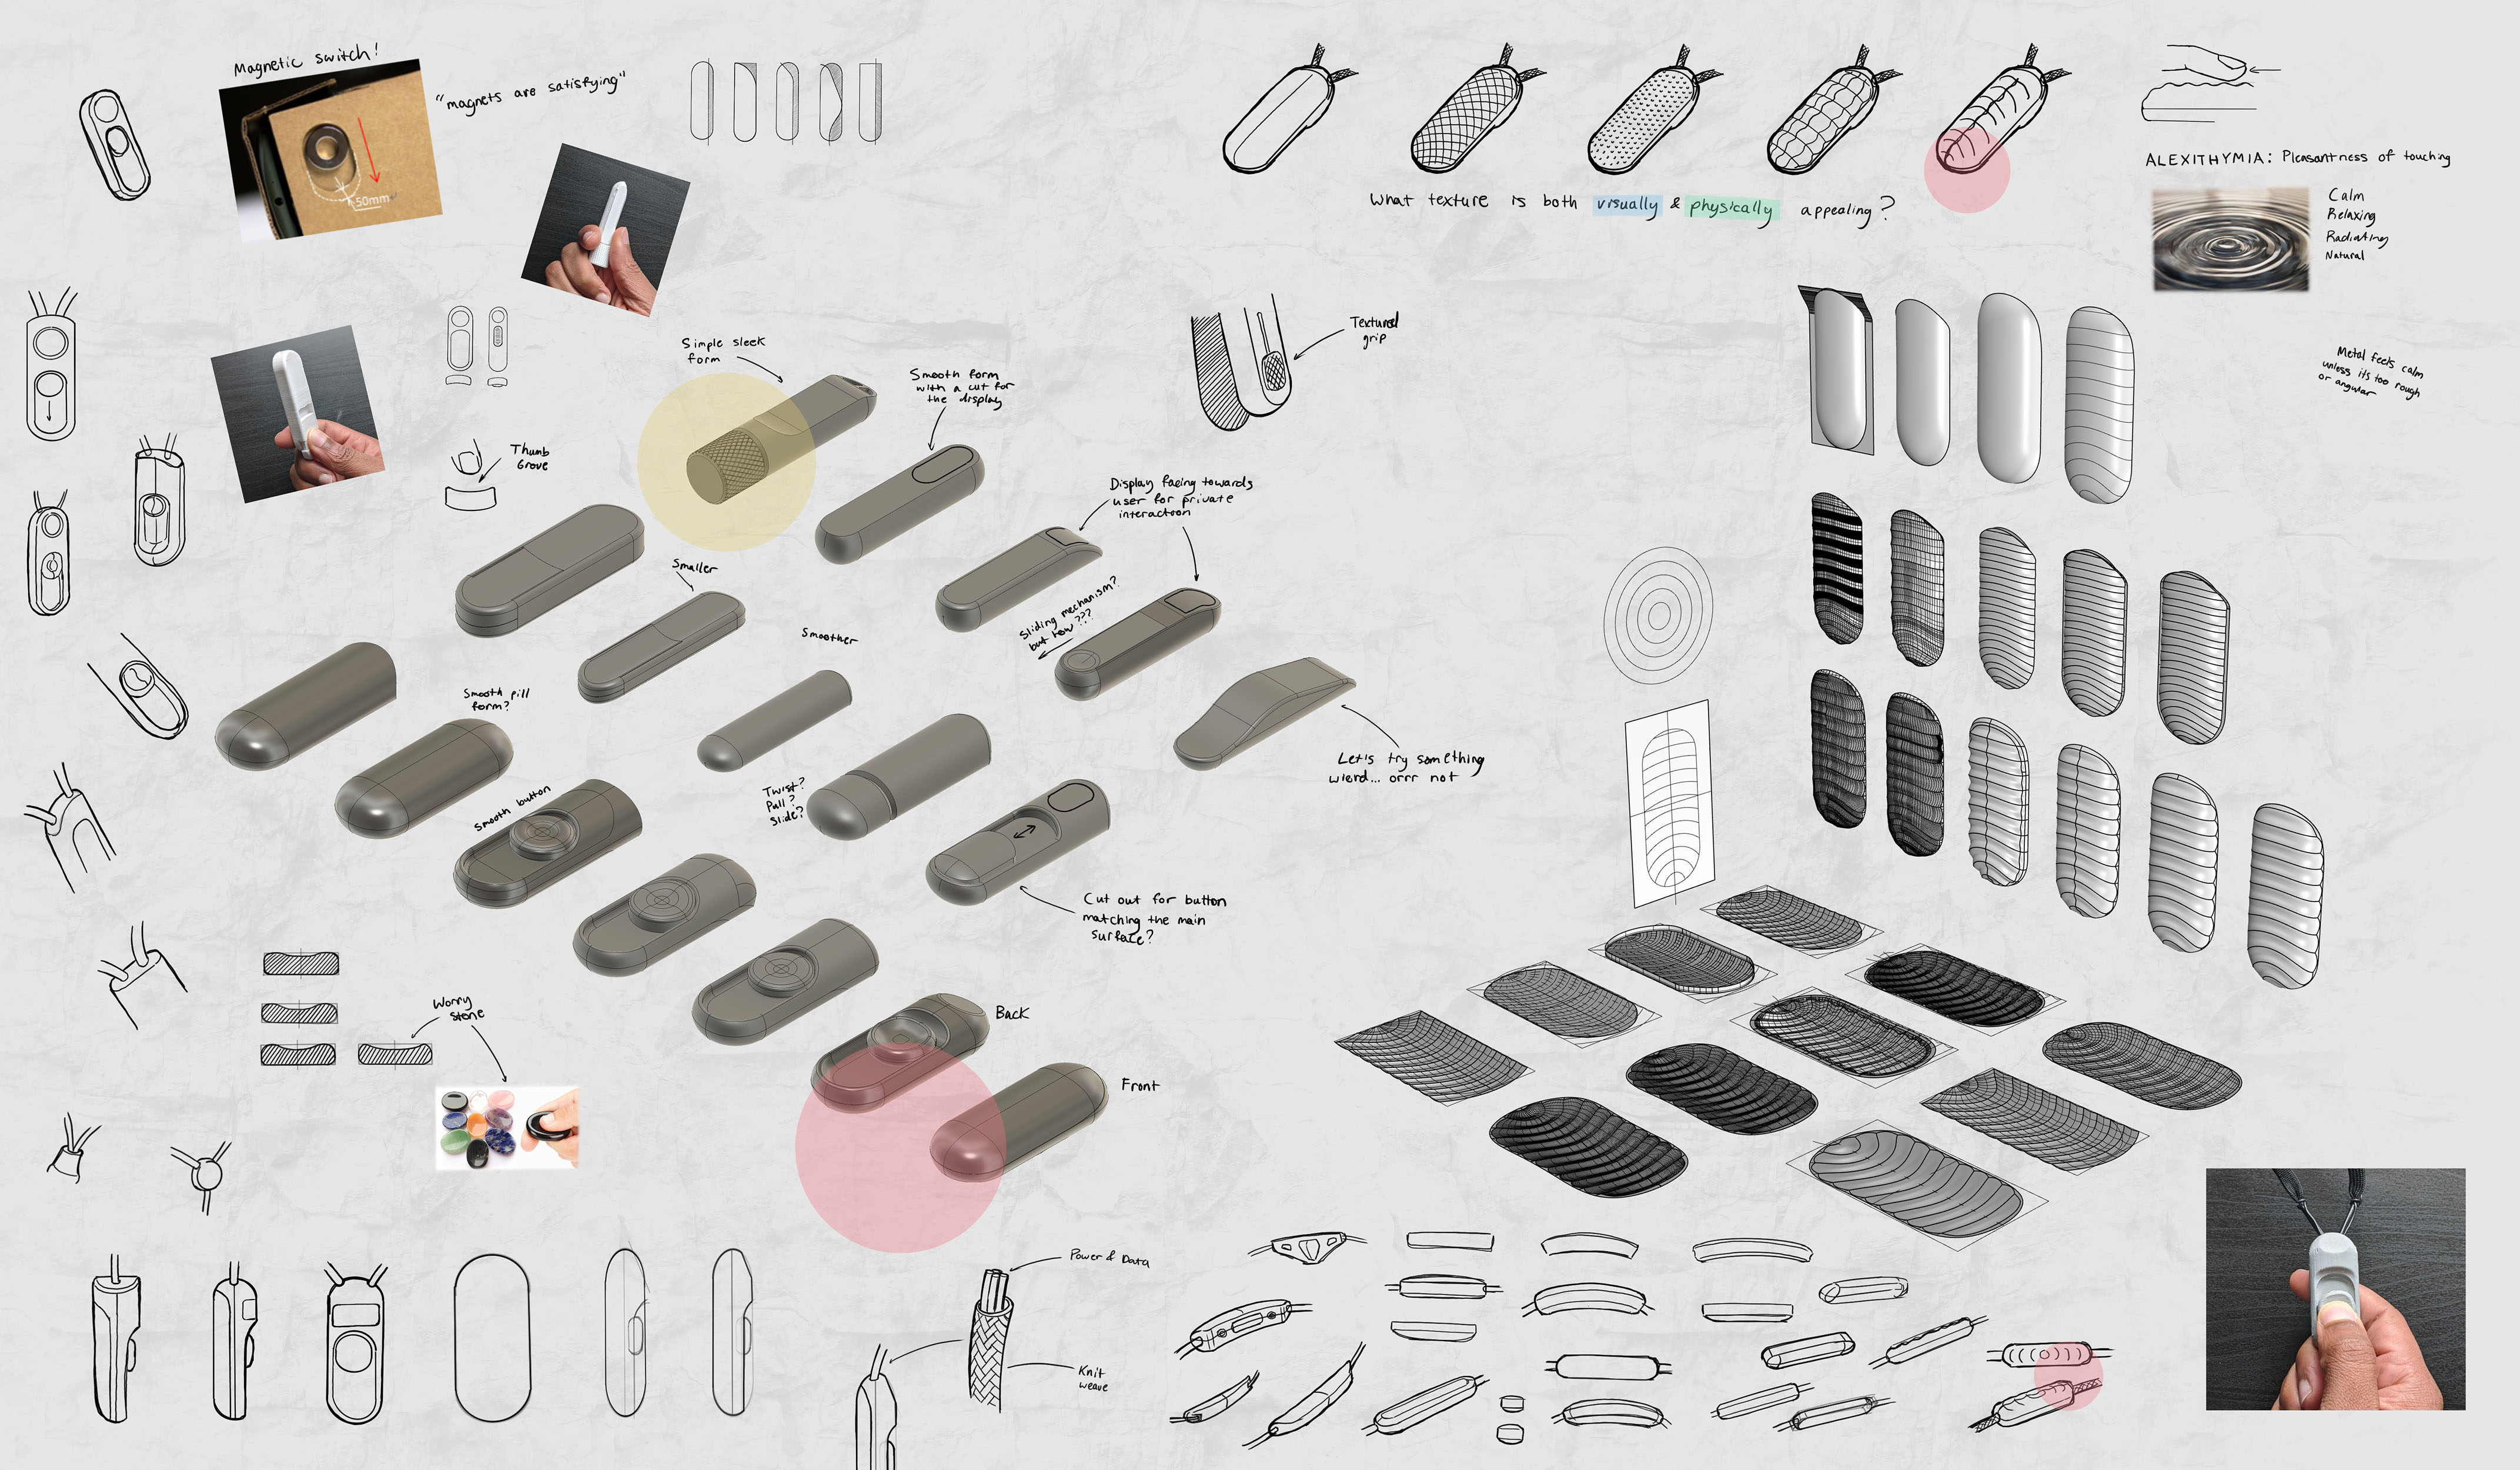 Magnetic switch!
"magnets are satisfying"
50mm
What texture is both visually & physically appealing?
ALEXITHYMIA: Pleasantness of touching
Calm
Relaxing
Radiating
Natural
Metal feels calm
unless its too rough
or angular
Textured
grip
Simple sleek
form
Smooth form
with a cut for
the display
Thumb
Grove
Display facing towards
user for private
interaction
Smaller
Sliding mechanism?
but how???
Smoother
Smooth pill
form?
Let's try something
wierd... orrr not
Smooth button
Twist?
Pull?
Slide?
Cut out for button
matching the main
surface?
Worry
Stone
Back
Front
Power & Data
Knit
weave